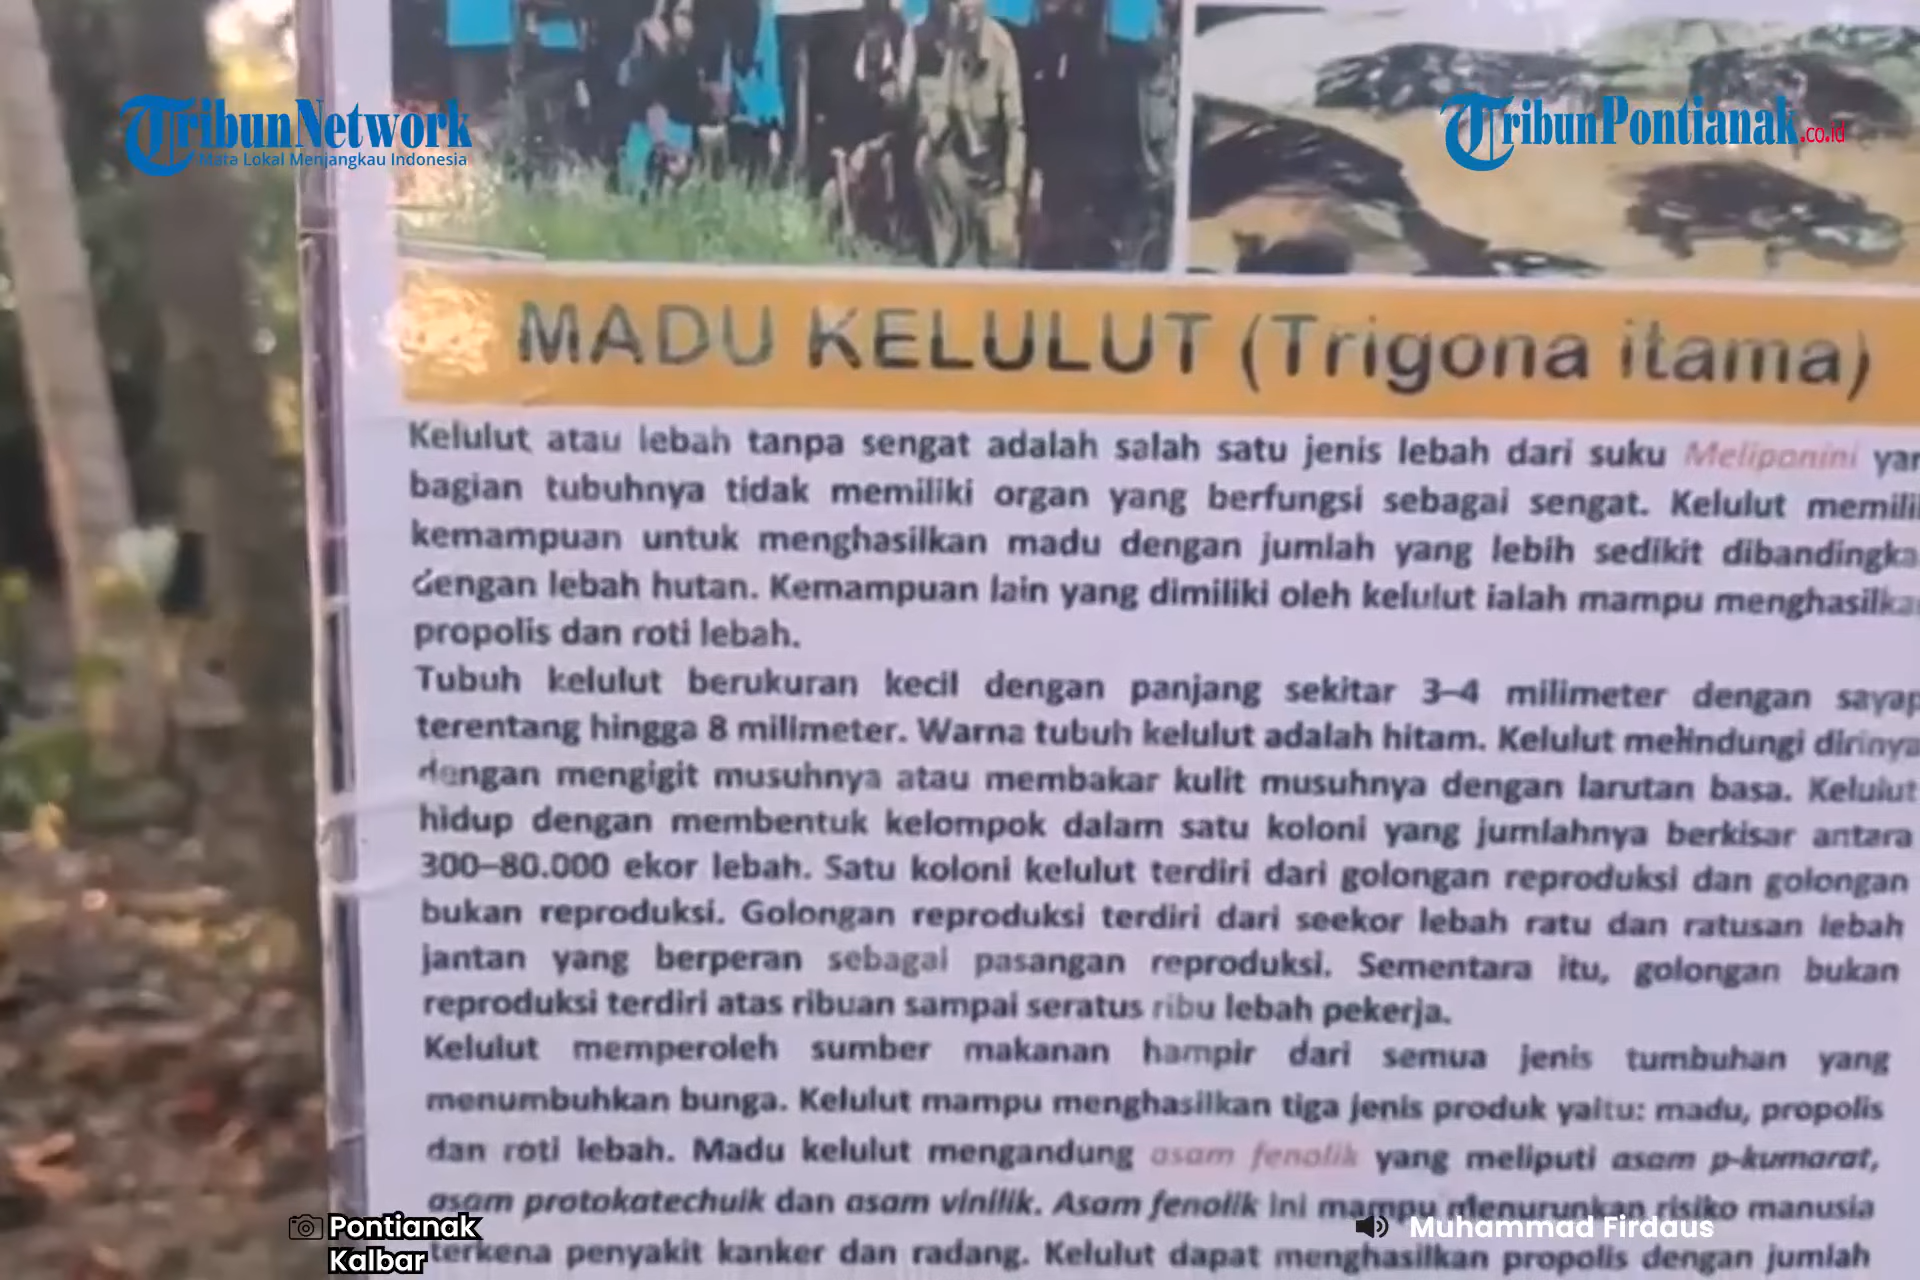 TribunNetwork
Mata Lokal Menjangkau Indonesia
TribunPontianak.co.id
MADU KELULUT (Trigona itama)
Kelulut atau lebah tanpa sengat adalah salah satu jenis lebah dari suku Meliponini
bagian tubuhnya tidak memiliki organ yang berfungsi sebagai sengat. Kelulut
kemampuan untuk menghasilkan madu dengan jumlah yang lebih sedikit
dengan lebah hutan. Kemampuan lain yang dimiliki oleh kelulut ialah mampu
propolis dan roti lebah.
Tubuh kelulut berukuran kecil dengan panjang sekitar 3–4 milimeter dengan sayap
terentang hingga 8 milimeter. Warna tubuh kelulut adalah hitam. Kelulut melindungi dirinya
dengan mengigit musuhnya atau membakar kulit musuhnya dengan larutan basa. Kelulut
hidup dengan membentuk kelompok dalam satu koloni yang jumlahnya berkisar antara
300–80.000 ekor lebah. Satu koloni kelulut terdiri dari golongan reproduksi dan golongan
bukan reproduksi. Golongan reproduksi terdiri dari seekor lebah ratu dan ratusan lebah
jantan yang berperan sebagai pasangan reproduksi. Sementara itu, golongan bukan
reproduksi terdiri atas ribuan sampai seratus ribu lebah pekerja.
Kelulut memperoleh sumber makanan hampir dari semua jenis tumbuhan yang
menumbuhkan bunga. Kelulut mampu menghasilkan tiga jenis produk yaitu: madu, propolis
dan roti lebah. Madu kelulut mengandung asam fenolik yang meliputi asam p-kumarat,
asam protokatechuik dan asam vinilik. Asam fenolik ini mampu menurunkan risiko manusia
terkena penyakit kanker dan radang. Kelulut dapat menghasilkan propolis dengan jumlah
Pontianak
Kalbar
Muhammad Firdaus